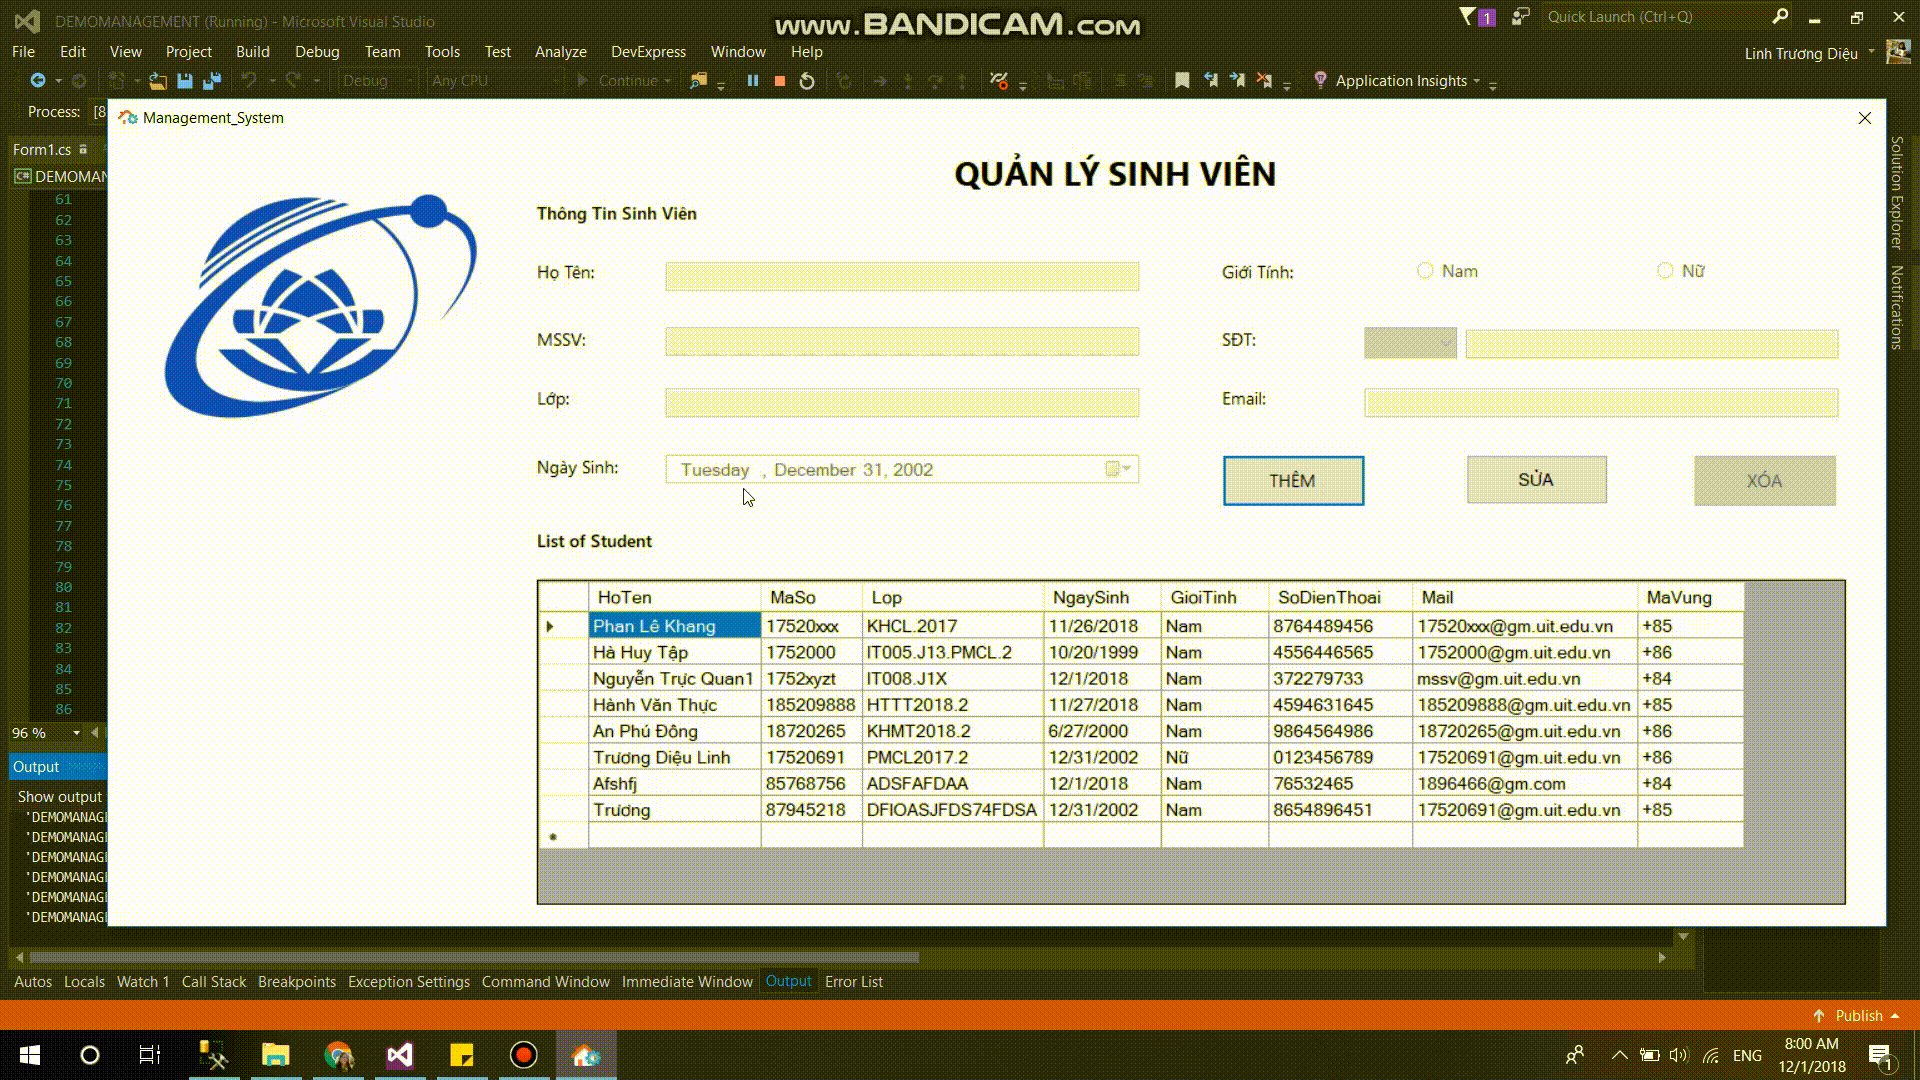 DEMOMANAGEMENT (Running) - Microsoft Visual Studio
www.BANDICAM.com
1
Quick Launch (Ctrl+Q)
File Edit View Project Build Debug Team Tools Test Analyze DevExpress Window Help
Linh Trương Diệu
Debug Any CPU Continue Application Insights
Process: [8
Management_System
Form1.cs
C# DEMOMAN
61
62
63
64
65
66
67
68
69
70
71
72
73
74
75
76
77
78
79
80
81
82
83
84
85
86
96 %
QUẢN LÝ SINH VIÊN
Thông Tin Sinh Viên
Họ Tên: Giới Tính: Nam Nữ
MSSV: SĐT:
Lớp: Email:
Ngày Sinh: Tuesday , December 31, 2002
THÊM SỬA XÓA
List of Student
HoTen MaSo Lop NgaySinh GioiTinh SoDienThoai Mail MaVung
Phan Lê Khang 17520xxx KHCL.2017 11/26/2018 Nam 8764489456 17520xxx@gm.uit.edu.vn +85
Hà Huy Tập 1752000 IT005.J13.PMCL.2 10/20/1999 Nam 4556446565 1752000@gm.uit.edu.vn +86
Nguyễn Trực Quan1 1752xyzt IT008.J1X 12/1/2018 Nam 372279733 mssv@gm.uit.edu.vn +84
Hành Văn Thực 185209888 HTTT2018.2 11/27/2018 Nam 4594631645 185209888@gm.uit.edu.vn +85
An Phú Đông 18720265 KHMT2018.2 6/27/2000 Nam 9864564986 18720265@gm.uit.edu.vn +86
Trương Diệu Linh 17520691 PMCL2017.2 12/31/2002 Nữ 0123456789 17520691@gm.uit.edu.vn +86
Afshfj 85768756 ADSFAFDAA 12/1/2018 Nam 76532465 1896466@gm.com +84
Trương 87945218 DFIOASJFDS74FDSA 12/31/2002 Nam 8654896451 17520691@gm.uit.edu.vn +85
Solution Explorer
Notifications
Output
Show output
'DEMOMANAGE
'DEMOMANAGE
'DEMOMANAGE
'DEMOMANAGE
'DEMOMANAGE
'DEMOMANAGE
Autos Locals Watch 1 Call Stack Breakpoints Exception Settings Command Window Immediate Window Output Error List
Publish
ENG
8:00 AM
12/1/2018
1